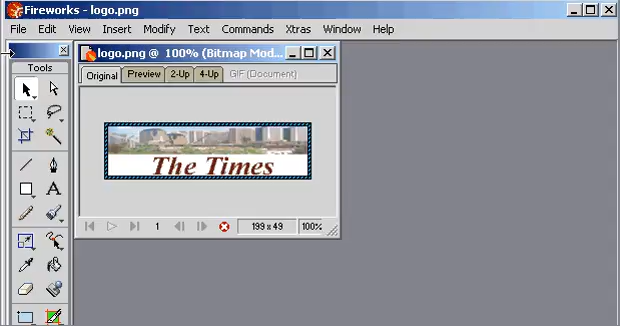 Fireworks - logo.png
File Edit View Insert Modify Text Commands Xtras Window Help
logo.png @ 100% (Bitmap Mod...
Tools
Original Preview 2-Up 4-Up GIF (Document)
The Times
A
1 199 x 49 100%